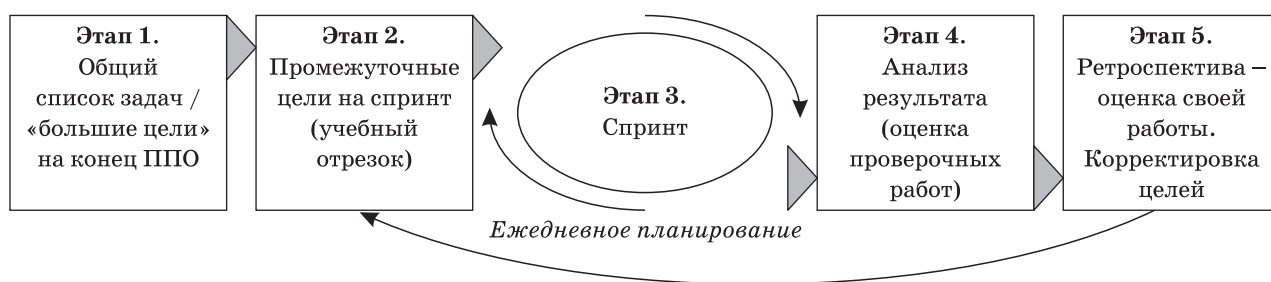 Этап 1.
Общий
список задач /
«большие цели»
на конец ППО
Этап 2.
Промежуточные
цели на спринт
(учебный
отрезок)
Этап 3.
Спринт
Ежедневное планирование
Этап 4.
Анализ
результата
(оценка
проверочных
работ)
Этап 5.
Ретроспектива –
оценка своей
работы.
Корректировка
целей